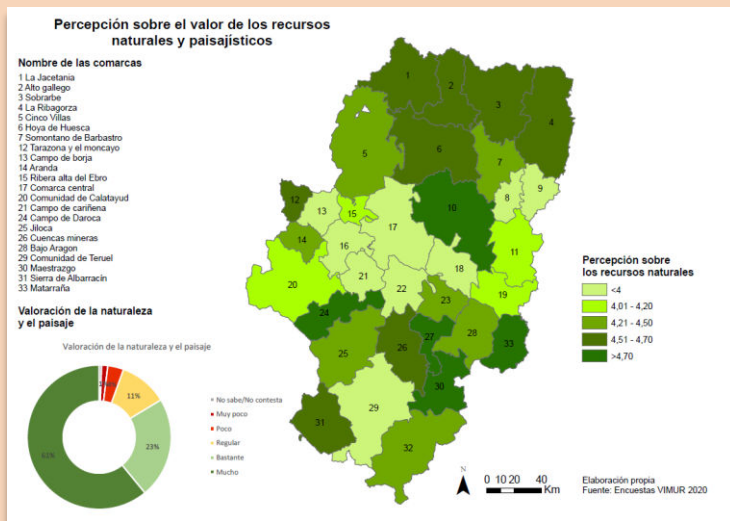 Percepción sobre el valor de los recursos
naturales y paisajísticos
Nombre de las comarcas
1 La Jacetania
2 Alto gallego
3 Sobrarbe
4 La Ribagorza
5 Cinco Villas
6 Hoya de Huesca
7 Somontano de Barbastro
12 Tarazona y el moncayo
13 Campo de borja
14 Aranda
15 Ribera alta del Ebro
17 Comarca central
20 Comunidad de Calatayud
21 Campo de cariñena
24 Campo de Daroca
25 Jiloca
26 Cuencas mineras
28 Bajo Aragon
29 Comunidad de Teruel
30 Maestrazgo
31 Sierra de Albarracín
33 Matarraña
Valoración de la naturaleza
y el paisaje
Valoración de la naturaleza y el paisaje
11%
23%
61%
No sabe/No contesta
Muy poco
Poco
Regular
Bastante
Mucho
1
2
3
4
5
6
7
8
9
10
11
12
13
14
15
16
17
18
19
20
21
22
23
24
25
26
27
28
29
30
31
32
33
Percepción sobre
los recursos naturales
<4
4,01 - 4,20
4,21 - 4,50
4,51 - 4,70
>4,70
N
0 10 20 40
Km
Elaboración propia
Fuente: Encuestas VIMUR 2020